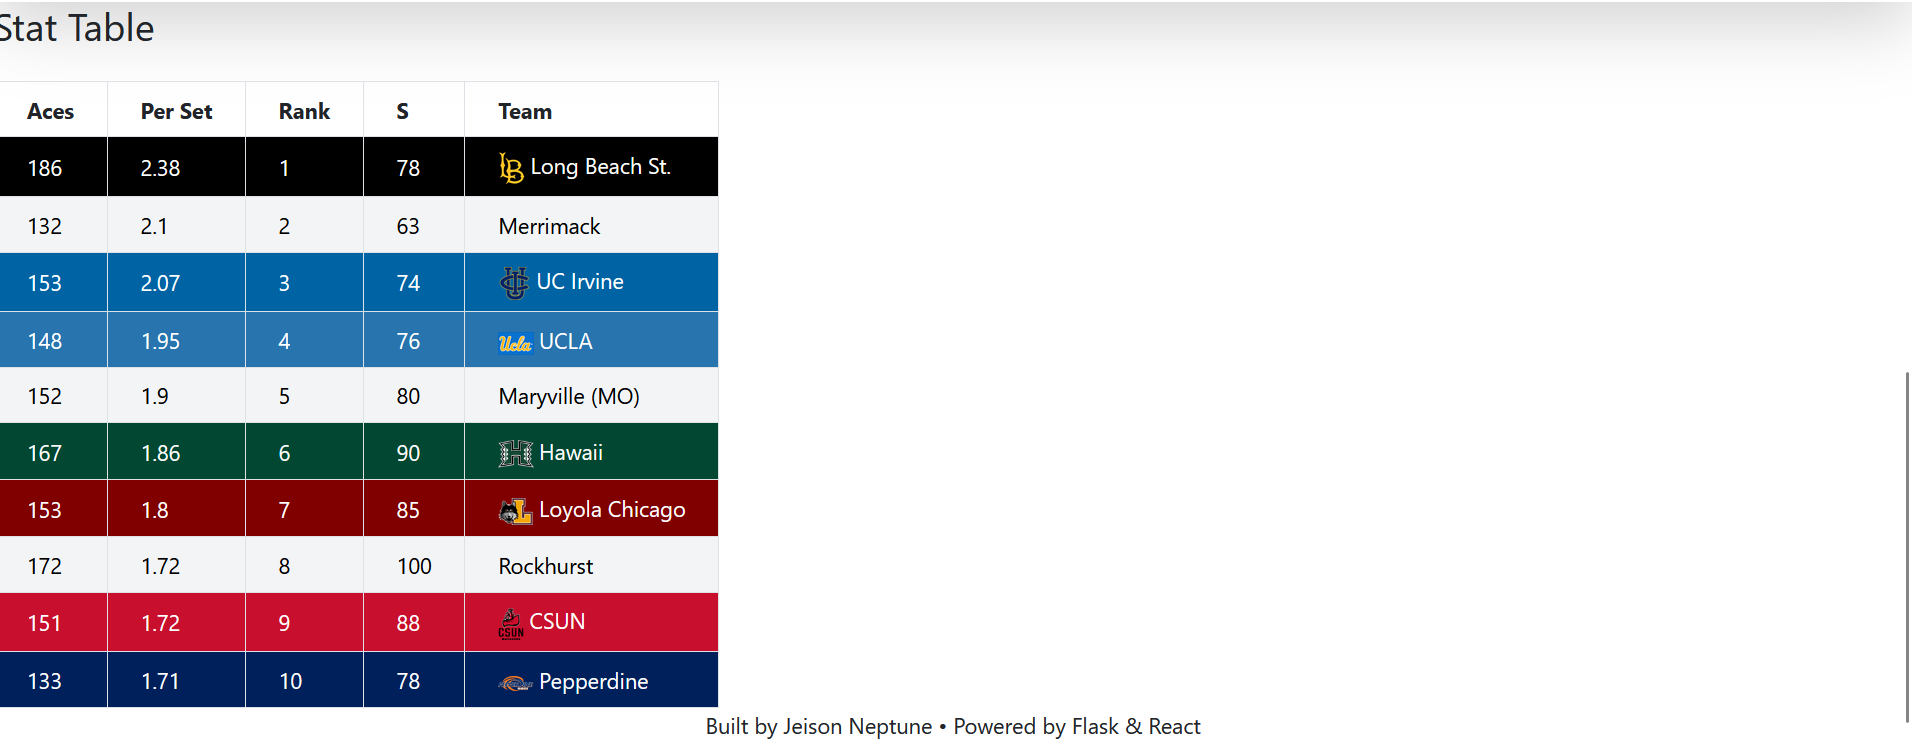 Stat Table
Aces Per Set Rank S Team
186 2.38 1 78 LB Long Beach St.
132 2.1 2 63 Merrimack
153 2.07 3 74 UC Irvine
148 1.95 4 76 Ucla UCLA
152 1.9 5 80 Maryville (MO)
167 1.86 6 90 H Hawaii
153 1.8 7 85 L Loyola Chicago
172 1.72 8 100 Rockhurst
151 1.72 9 88 CSUN CSUN
133 1.71 10 78 Pepperdine
Built by Jeison Neptune • Powered by Flask & React